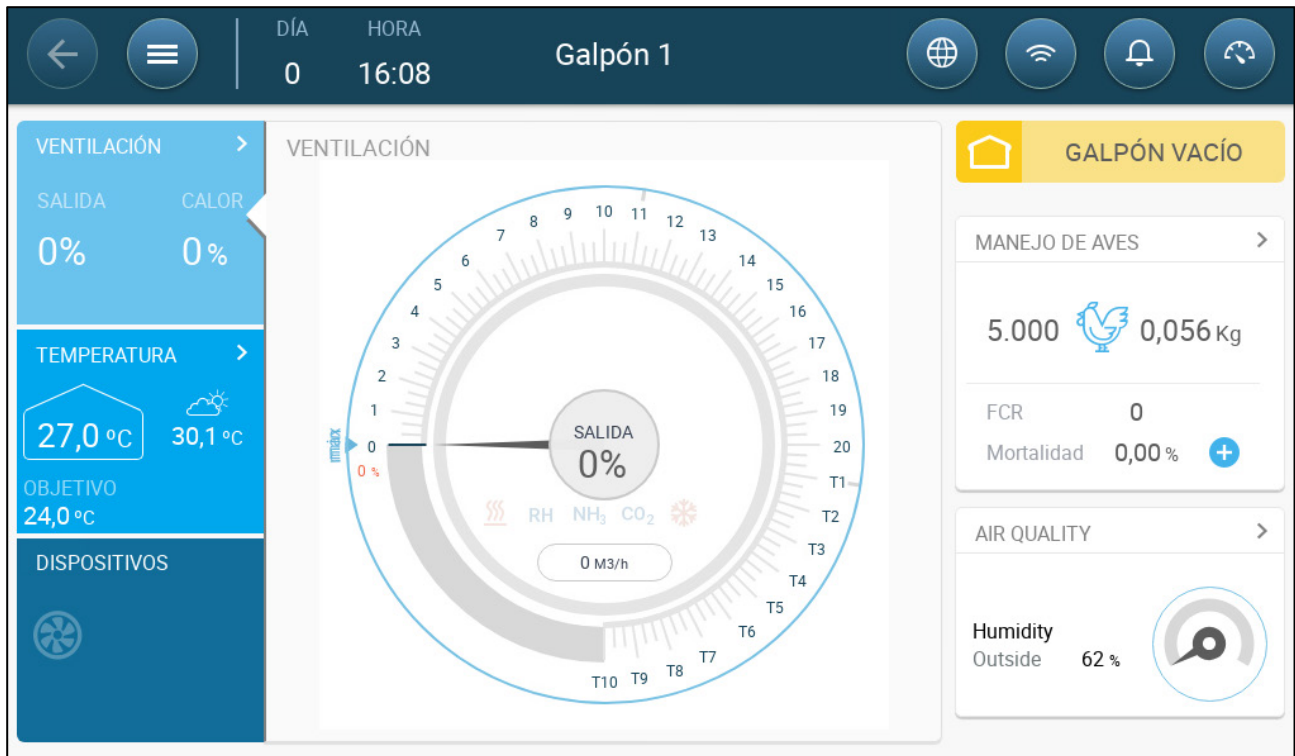 DÍA
HORA
0
16:08
Galpón 1
VENTILACIÓN
SALIDA
CALOR
0%
0 %
TEMPERATURA
27,0 ºC
30,1 ºC
OBJETIVO
24,0 ºC
DISPOSITIVOS
VENTILACIÓN
0
1
2
3
4
5
6
7
8
9
10
11
12
13
14
15
16
17
18
19
20
T1
T2
T3
T4
T5
T6
T7
T8
T9
T10
0 %
SALIDA
0%
RH NH₃ CO₂
0 M3/h
GALPÓN VACÍO
MANEJO DE AVES
5.000
0,056 Kg
FCR 0
Mortalidad 0,00 %
AIR QUALITY
Humidity
Outside 62 %